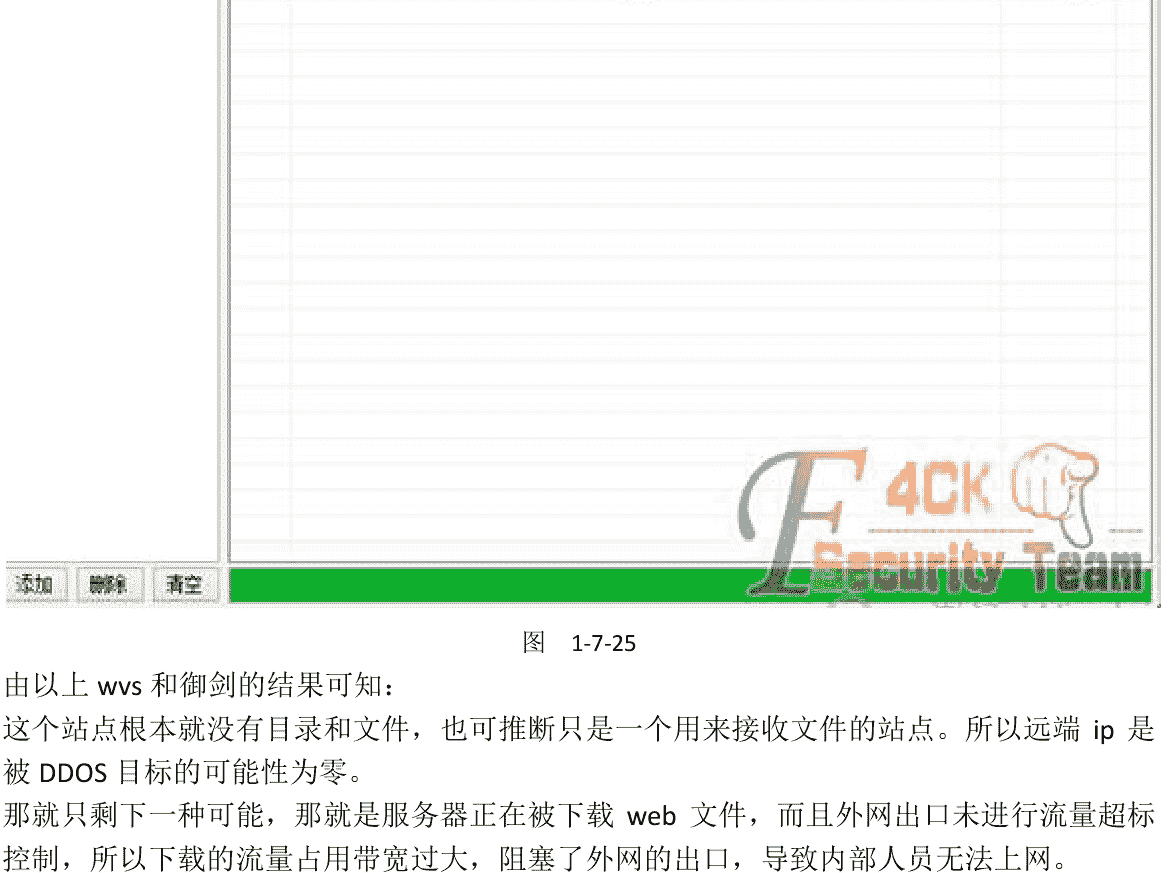 F4CK
Security Team
添加 删除 清空
图 1-7-25
由以上 wvs 和御剑的结果可知：
这个站点根本就没有目录和文件，也可推断只是一个用来接收文件的站点。所以远端 ip 是
被 DDOS 目标的可能性为零。
那就只剩下一种可能，那就是服务器正在被下载 web 文件，而且外网出口未进行流量超标
控制，所以下载的流量占用带宽过大，阻塞了外网的出口，导致内部人员无法上网。